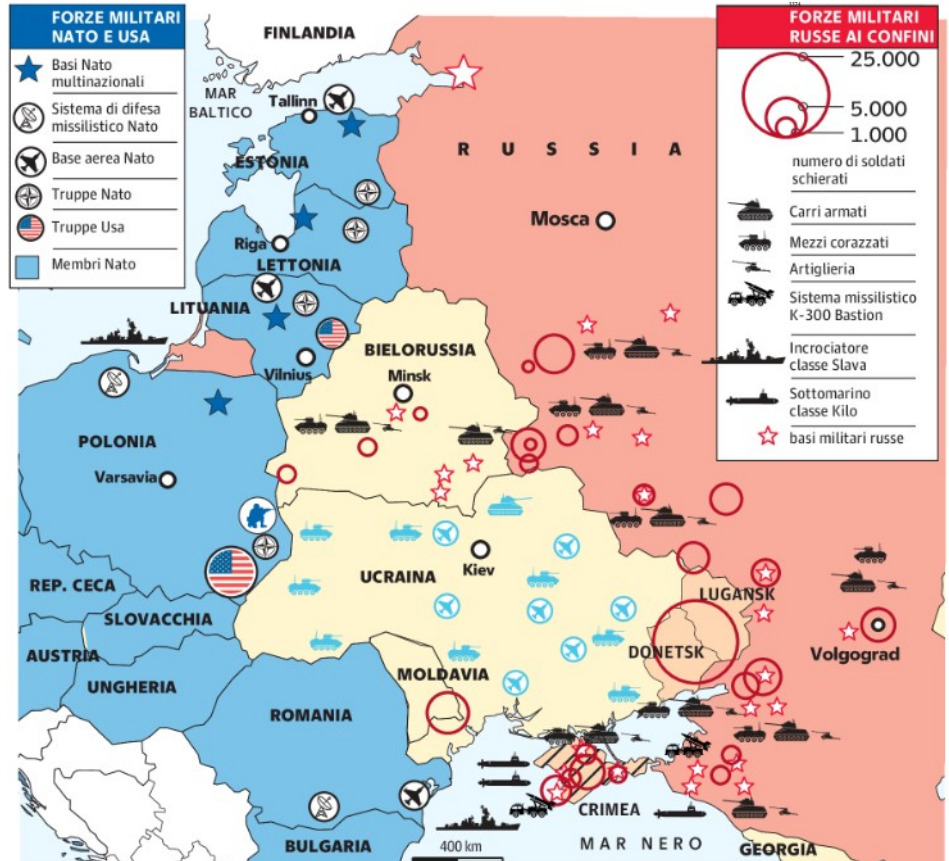 FORZE MILITARI
NATO E USA
Basi Nato
multinazionali
Sistema di difesa
missilistico Nato
Base aerea Nato
Truppe Nato
Truppe Usa
Membri Nato
FORZE MILITARI
RUSSE AI CONFINI
25.000
5.000
1.000
numero di soldati
schierati
Carri armati
Mezzi corazzati
Artiglieria
Sistema missilistico
K-300 Bastion
Incrociatore
classe Slava
Sottomarino
classe Kilo
basi militari russe
FINLANDIA
MAR
BALTICO
Tallinn
ESTONIA
RUSSIA
Mosca
Riga
LETTONIA
LITUANIA
Vilnius
BIELORUSSIA
Minsk
POLONIA
Varsavia
UCRAINA
Kiev
REP. CECA
LUGANSK
SLOVACCHIA
AUSTRIA
DONETSK
Volgograd
MOLDAVIA
UNGHERIA
ROMANIA
CRIMEA
MAR NERO
BULGARIA
400 km
GEORGIA